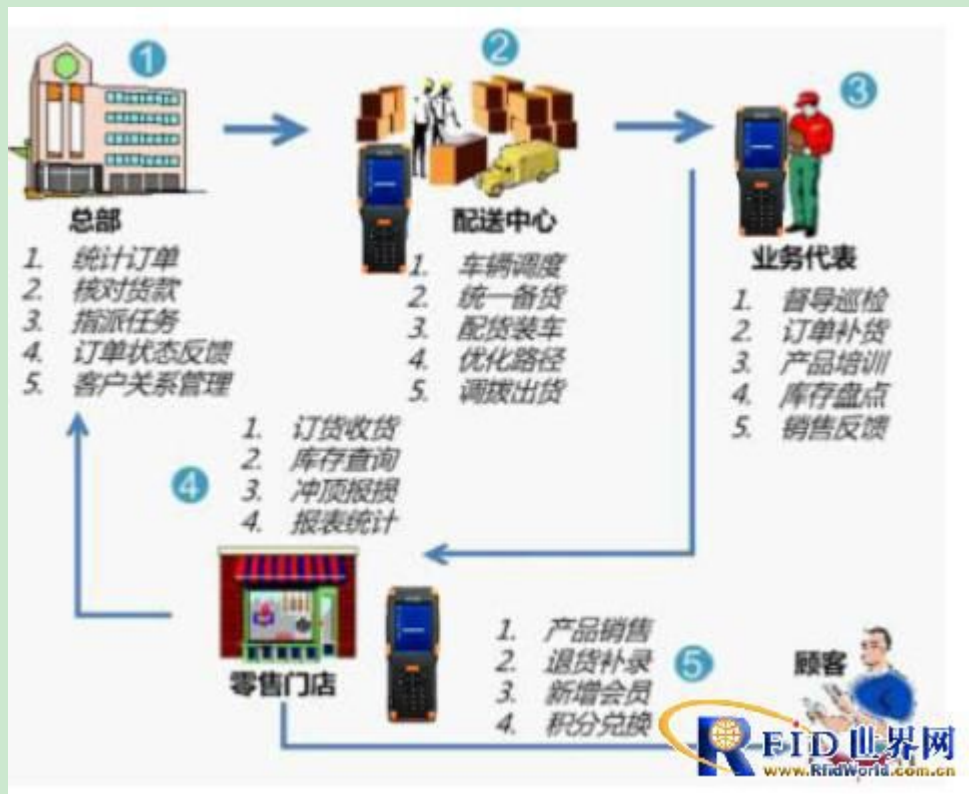 1
总部
1. 统计订单
2. 核对货款
3. 指派任务
4. 订单状态反馈
5. 客户关系管理
2
配送中心
1. 车辆调度
2. 统一备货
3. 配货装车
4. 优化路径
5. 调拨出货
3
业务代表
1. 督导巡检
2. 订单补货
3. 产品培训
4. 库存盘点
5. 销售反馈
4
1. 订货收货
2. 库存查询
3. 冲顶报损
4. 报表统计
零售门店
5
1. 产品销售
2. 退货补录
3. 新增会员
4. 积分兑换
顾客
RFID世界网
www.RfidWorld.com.cn